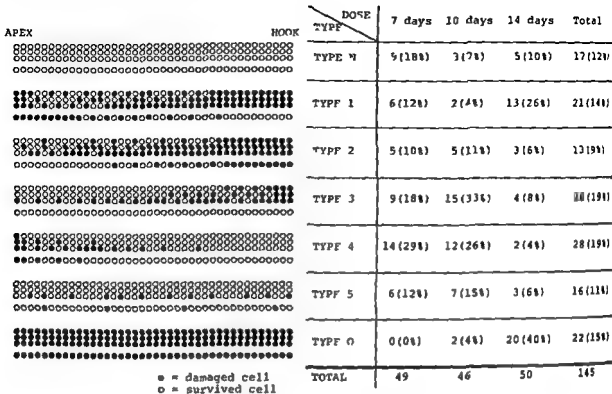 DOSE
TYPE
7 days 10 days 14 days Total
APEX HOOK
TYPE N 9(18%) 3(7%) 5(10%) 17(12%)
TYPE 1 6(12%) 2(4%) 13(26%) 21(14%)
TYPE 2 5(10%) 5(11%) 3(6%) 13(9%)
TYPE 3 9(18%) 15(33%) 4(8%) (19%)
TYPE 4 14(29%) 12(26%) 2(4%) 28(19%)
TYPE 5 6(12%) 7(15%) 3(6%) 16(11%)
TYPE O 0(0%) 2(4%) 20(40%) 22(15%)
TOTAL 49 46 50 145
● = damaged cell
o = survived cell